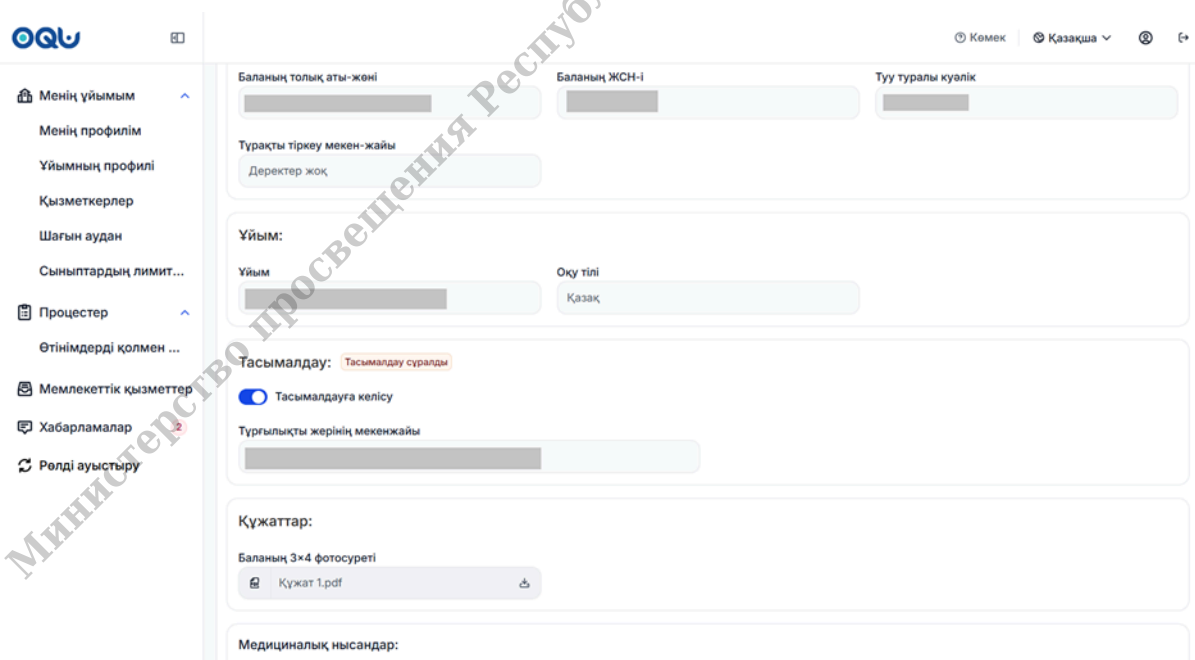 OQU
Көмек
Қазақша
Менің ұйымым
Менің профилім
Ұйымның профилі
Қызметкерлер
Шағын аудан
Сыныптардың лимит...
Процестер
Өтінімдерді қолмен ...
Мемлекеттік қызметтер
Хабарламалар
2
Рөлді ауыстыру
Баланың толық аты-жөні
Баланың ЖСН-і
Туу туралы куәлік
Тұрақты тіркеу мекен-жайы
Деректер жоқ
Ұйым:
Ұйым
Оқу тілі
Қазақ
Тасымалдау:
Тасымалдау сұралды
Тасымалдауға келісу
Тұрғылықты жерінің мекенжайы
Құжаттар:
Баланың 3×4 фотосуреті
Құжат 1.pdf
Медициналық нысандар:
Министерство просвещения